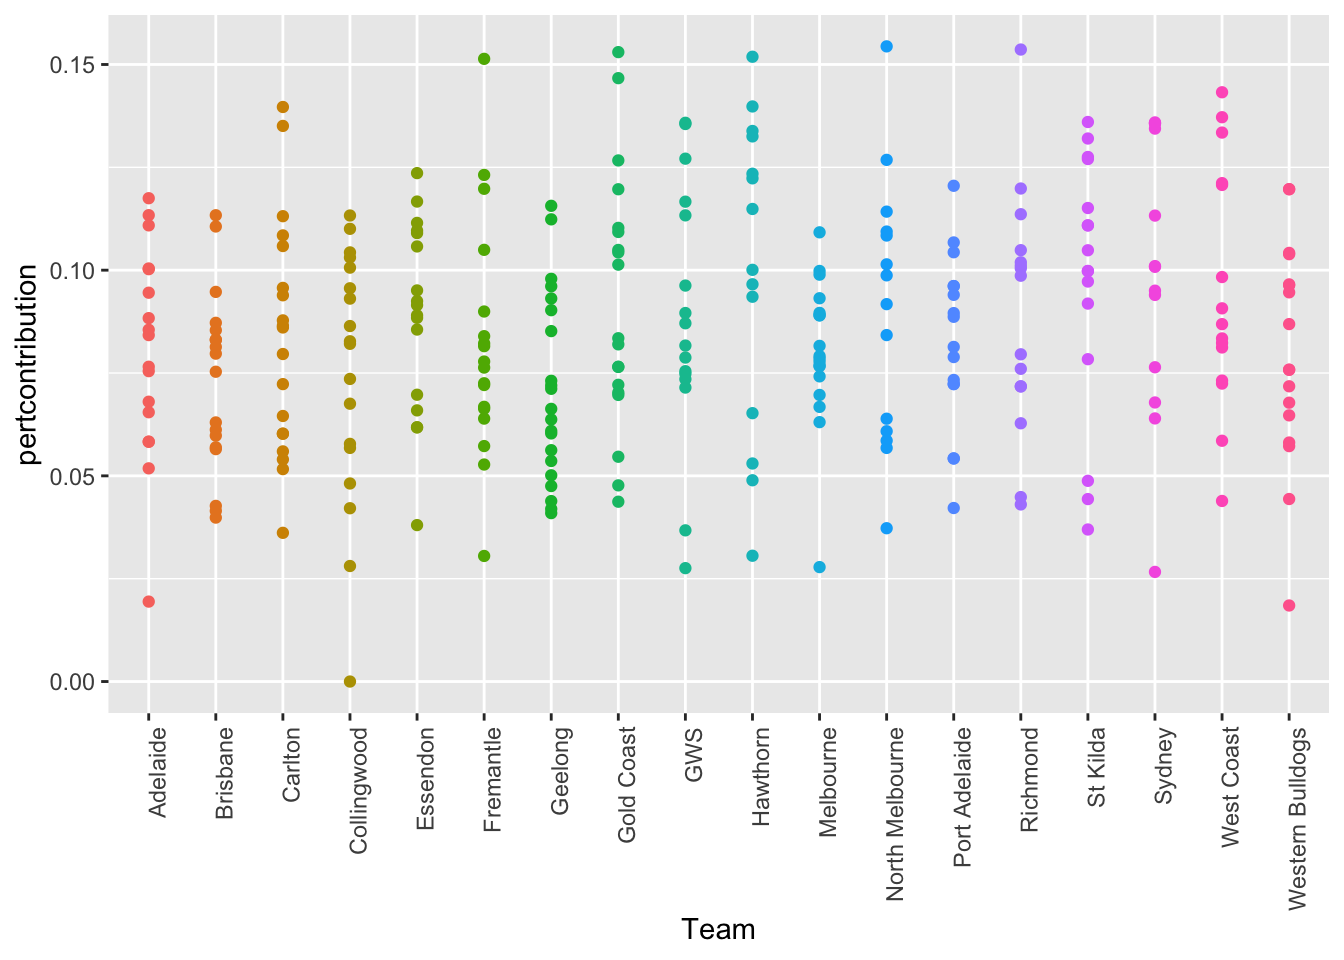 pertcontribution
0.15
0.10
0.05
0.00
Adelaide
Brisbane
Carlton
Collingwood
Essendon
Fremantle
Geelong
Gold Coast
GWS
Hawthorn
Melbourne
North Melbourne
Port Adelaide
Richmond
St Kilda
Sydney
West Coast
Western Bulldogs
Team